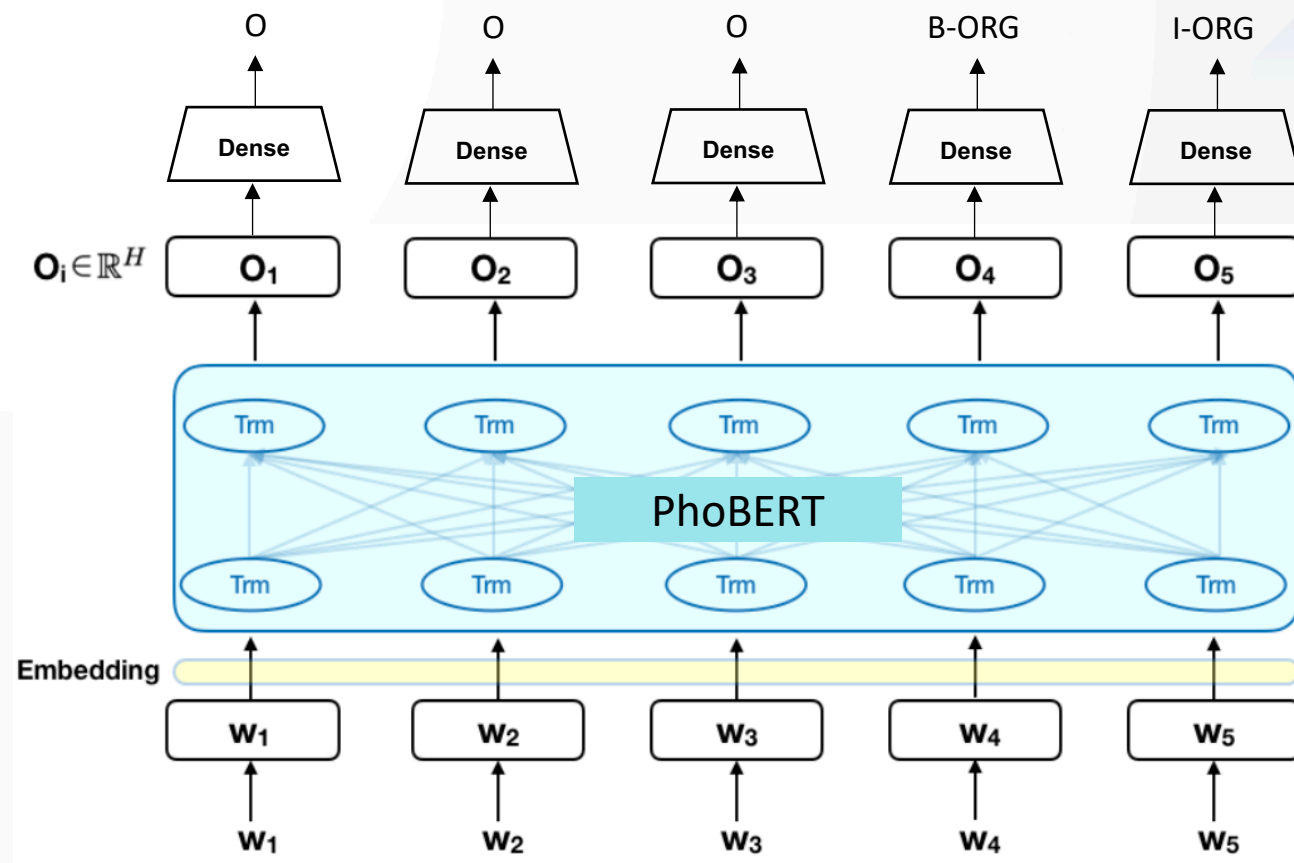 O O O B-ORG I-ORG
Dense Dense Dense Dense Dense
Oᵢ∈ℝᴴ O₁ O₂ O₃ O₄ O₅
Trm Trm Trm Trm Trm
PhoBERT
Trm Trm Trm Trm Trm
Embedding
w₁ w₂ w₃ w₄ w₅
w₁ w₂ w₃ w₄ w₅